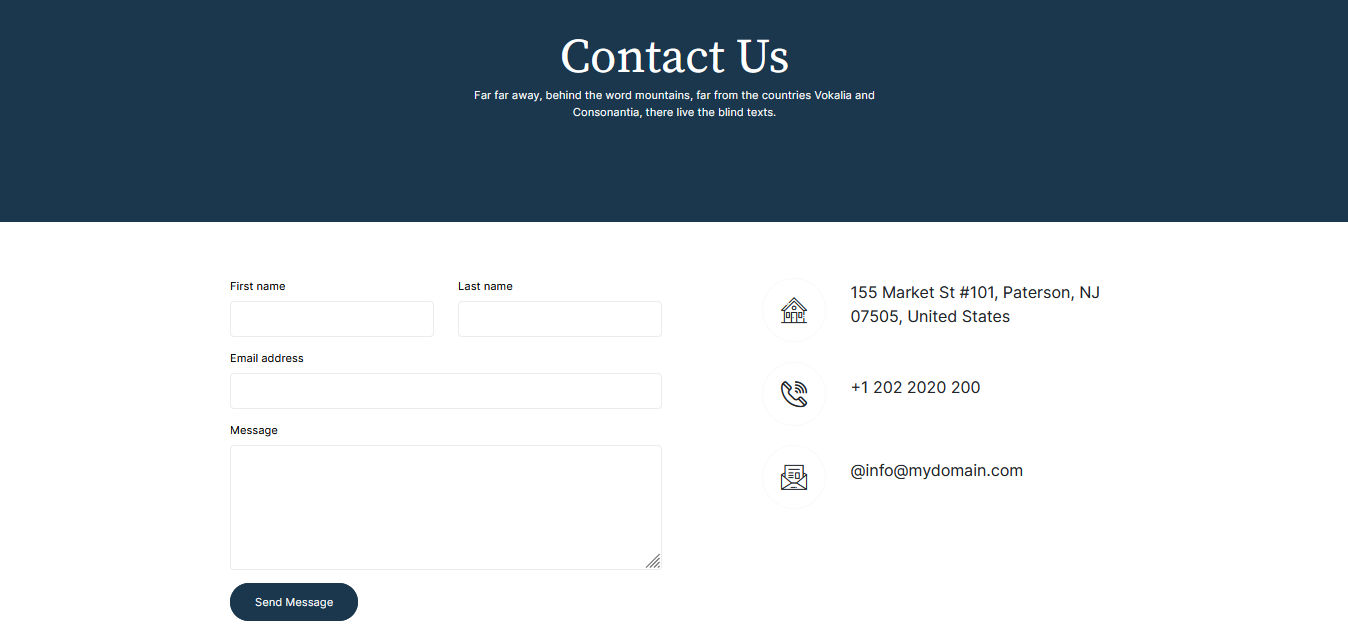 Contact Us
Far far away, behind the word mountains, far from the countries Vokalia and
Consonantia, there live the blind texts.
First name
Last name
Email address
Message
Send Message
155 Market St #101, Paterson, NJ
07505, United States
+1 202 2020 200
@info@mydomain.com